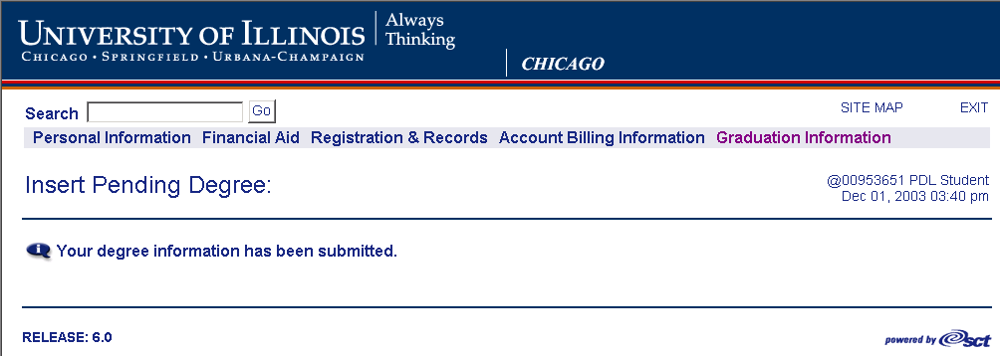 UNIVERSITY OF ILLINOIS
CHICAGO • SPRINGFIELD • URBANA-CHAMPAIGN
Always
Thinking
CHICAGO
Search Go SITE MAP EXIT
Personal Information Financial Aid Registration & Records Account Billing Information Graduation Information
Insert Pending Degree:
@00953651 PDL Student
Dec 01, 2003 03:40 pm
i Your degree information has been submitted.
RELEASE: 6.0
powered by sct